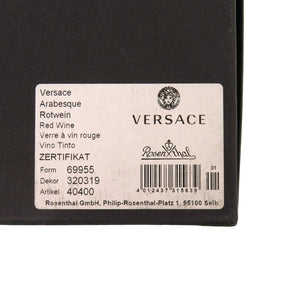 Versace
Arabesque
Rotwein
Red Wine
Verre à vin rouge
Vino Tinto
ZERTIFIKAT
Form 69955
Dekor 320319
Artikel 40400
VERSACE
Rosenthal
01
4 012437 315639
Rosenthal GmbH, Philip-Rosenthal-Platz 1, 95100 Selb